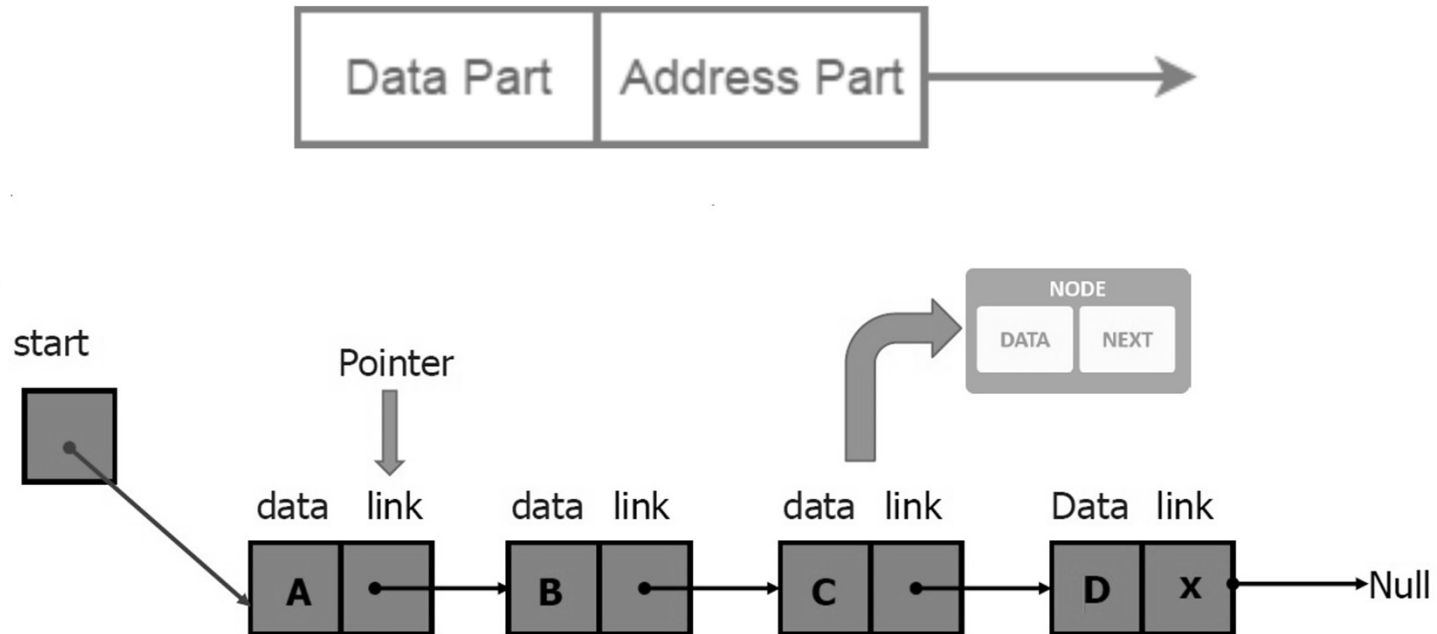 Data Part Address Part
NODE
DATA NEXT
start
Pointer
data link data link data link Data link
A B C D x
Null